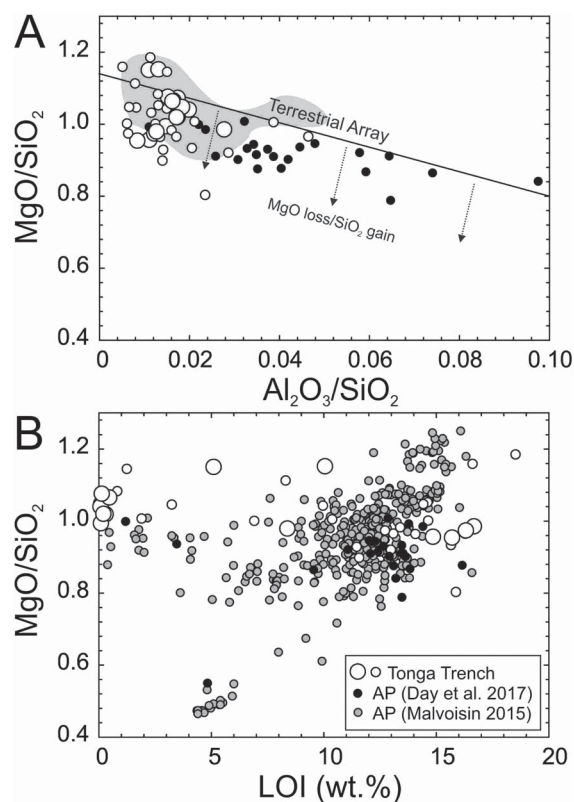 A
1.2
1.0
0.8
0.6
0.4
MgO/SiO₂
Terrestrial Array
MgO loss/SiO₂ gain
0
0.02
0.04
0.06
0.08
0.10
Al₂O₃/SiO₂
B
1.2
1.0
0.8
0.6
0.4
MgO/SiO₂
Tonga Trench
AP (Day et al. 2017)
AP (Malvoisin 2015)
0
5
10
15
20
LOI (wt.%)